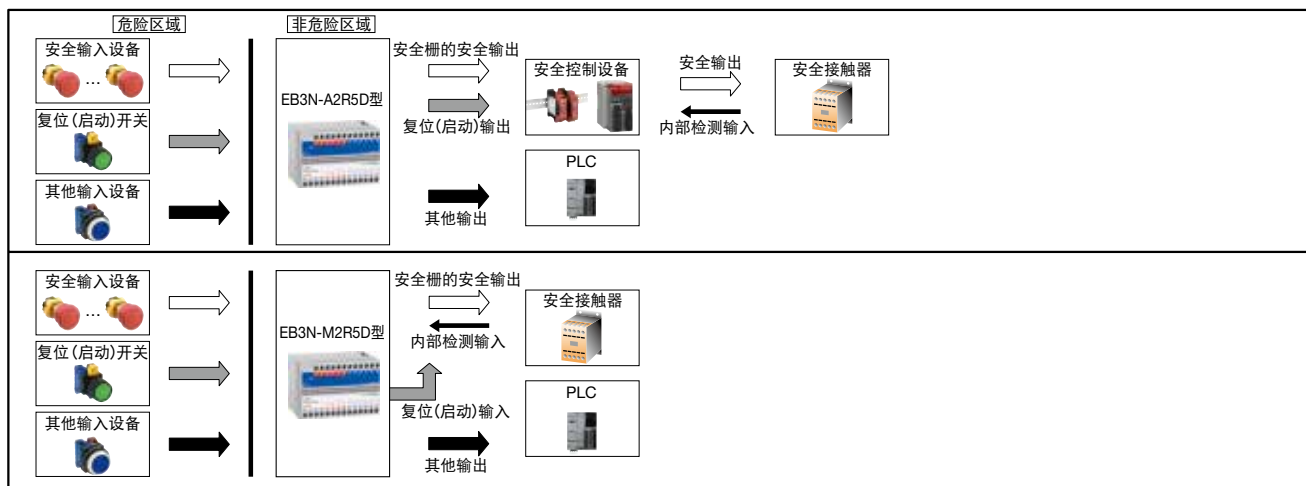 危险区域
非危险区域
安全输入设备
...
复位(启动)开关
其他输入设备
EB3N-A2R5D型
安全栅的安全输出
复位(启动)输出
其他输出
安全控制设备
PLC
安全输出
内部检测输入
安全接触器
安全输入设备
...
复位(启动)开关
其他输入设备
EB3N-M2R5D型
安全栅的安全输出
内部检测输入
复位(启动)输入
其他输出
安全接触器
PLC